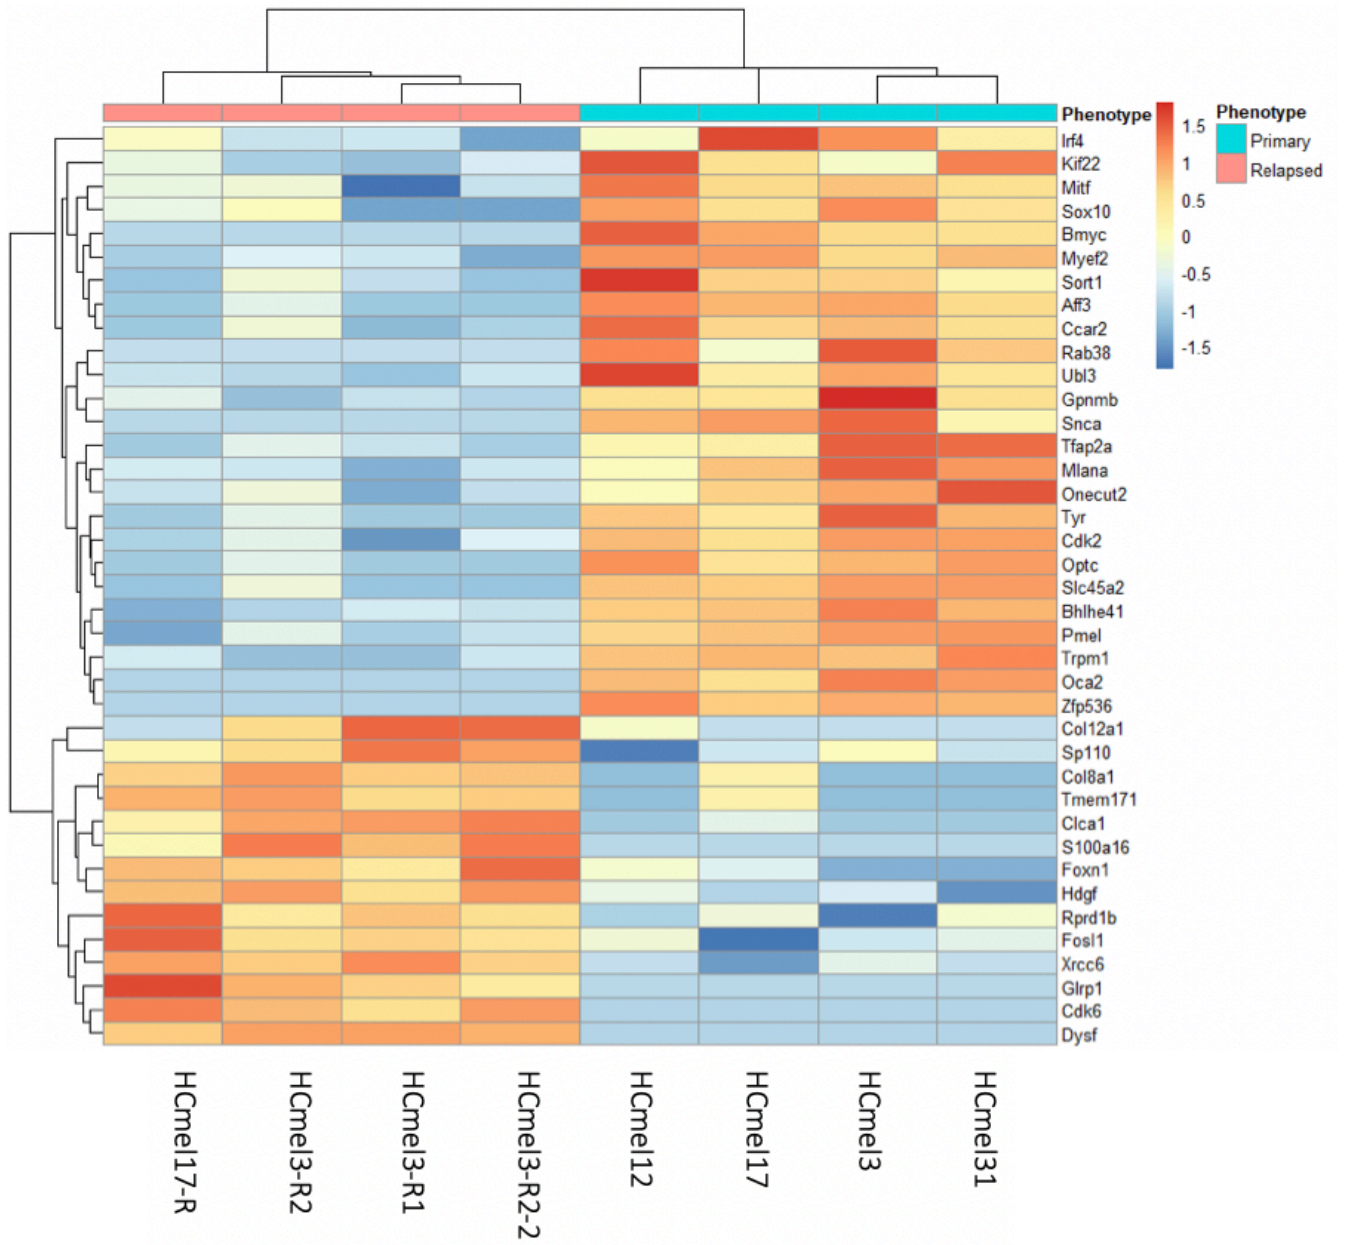 Phenotype
Irf4
Kif22
Mitf
Sox10
Bmyc
Myef2
Sort1
Aff3
Ccar2
Rab38
Ubl3
Gpnmb
Snca
Tfap2a
Mlana
Onecut2
Tyr
Cdk2
Optc
Slc45a2
Bhlhe41
Pmel
Trpm1
Oca2
Zfp536
Col12a1
Sp110
Col8a1
Tmem171
Clca1
S100a16
Foxn1
Hdgf
Rprd1b
Fosl1
Xrcc6
Glrp1
Cdk6
Dysf
1.5
1
0.5
0
-0.5
-1
-1.5
Phenotype
Primary
Relapsed
HCmel17-R
HCmel3-R2
HCmel3-R1
HCmel3-R2-2
HCmel12
HCmel17
HCmel3
HCmel31